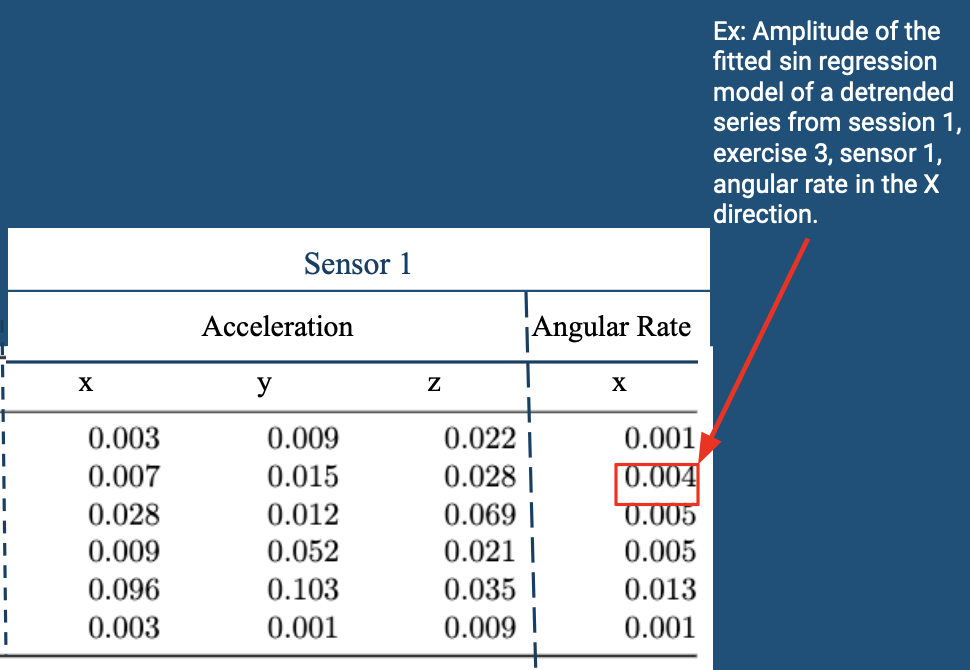 Ex: Amplitude of the
fitted sin regression
model of a detrended
series from session 1,
exercise 3, sensor 1,
angular rate in the X
direction.
Sensor 1
Acceleration Angular Rate
x y z x
0.003 0.009 0.022 0.001
0.007 0.015 0.028 0.004
0.028 0.012 0.069 0.005
0.009 0.052 0.021 0.005
0.096 0.103 0.035 0.013
0.003 0.001 0.009 0.001